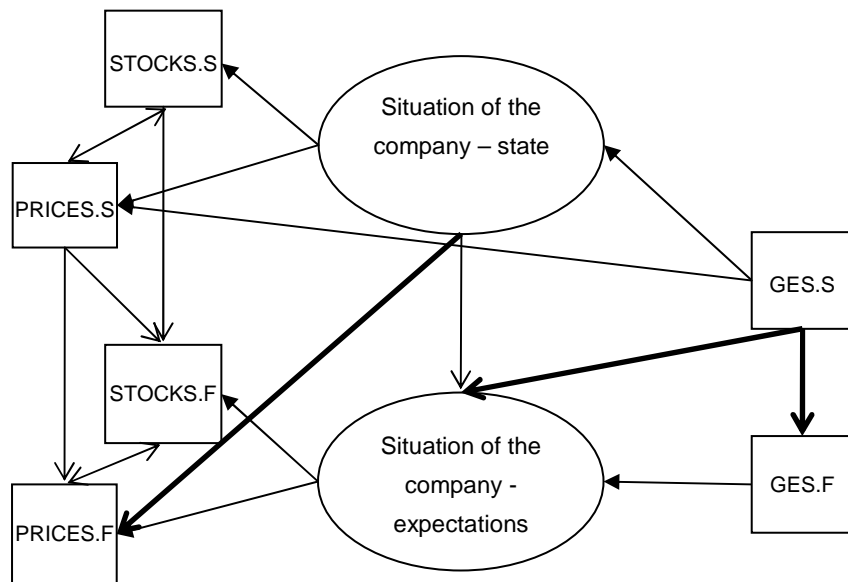 STOCKS.S
Situation of the
company – state
PRICES.S
GES.S
STOCKS.F
Situation of the
company -
expectations
GES.F
PRICES.F